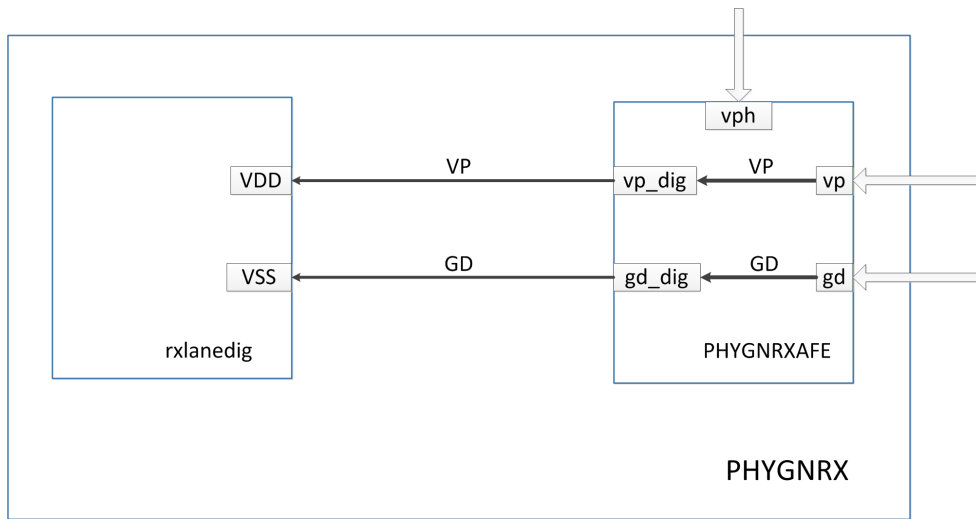 vph
VP
VP
VDD
vp_dig
vp
GD
GD
VSS
gd_dig
gd
rxlanedig
PHYGNRXAFE
PHYGNRX